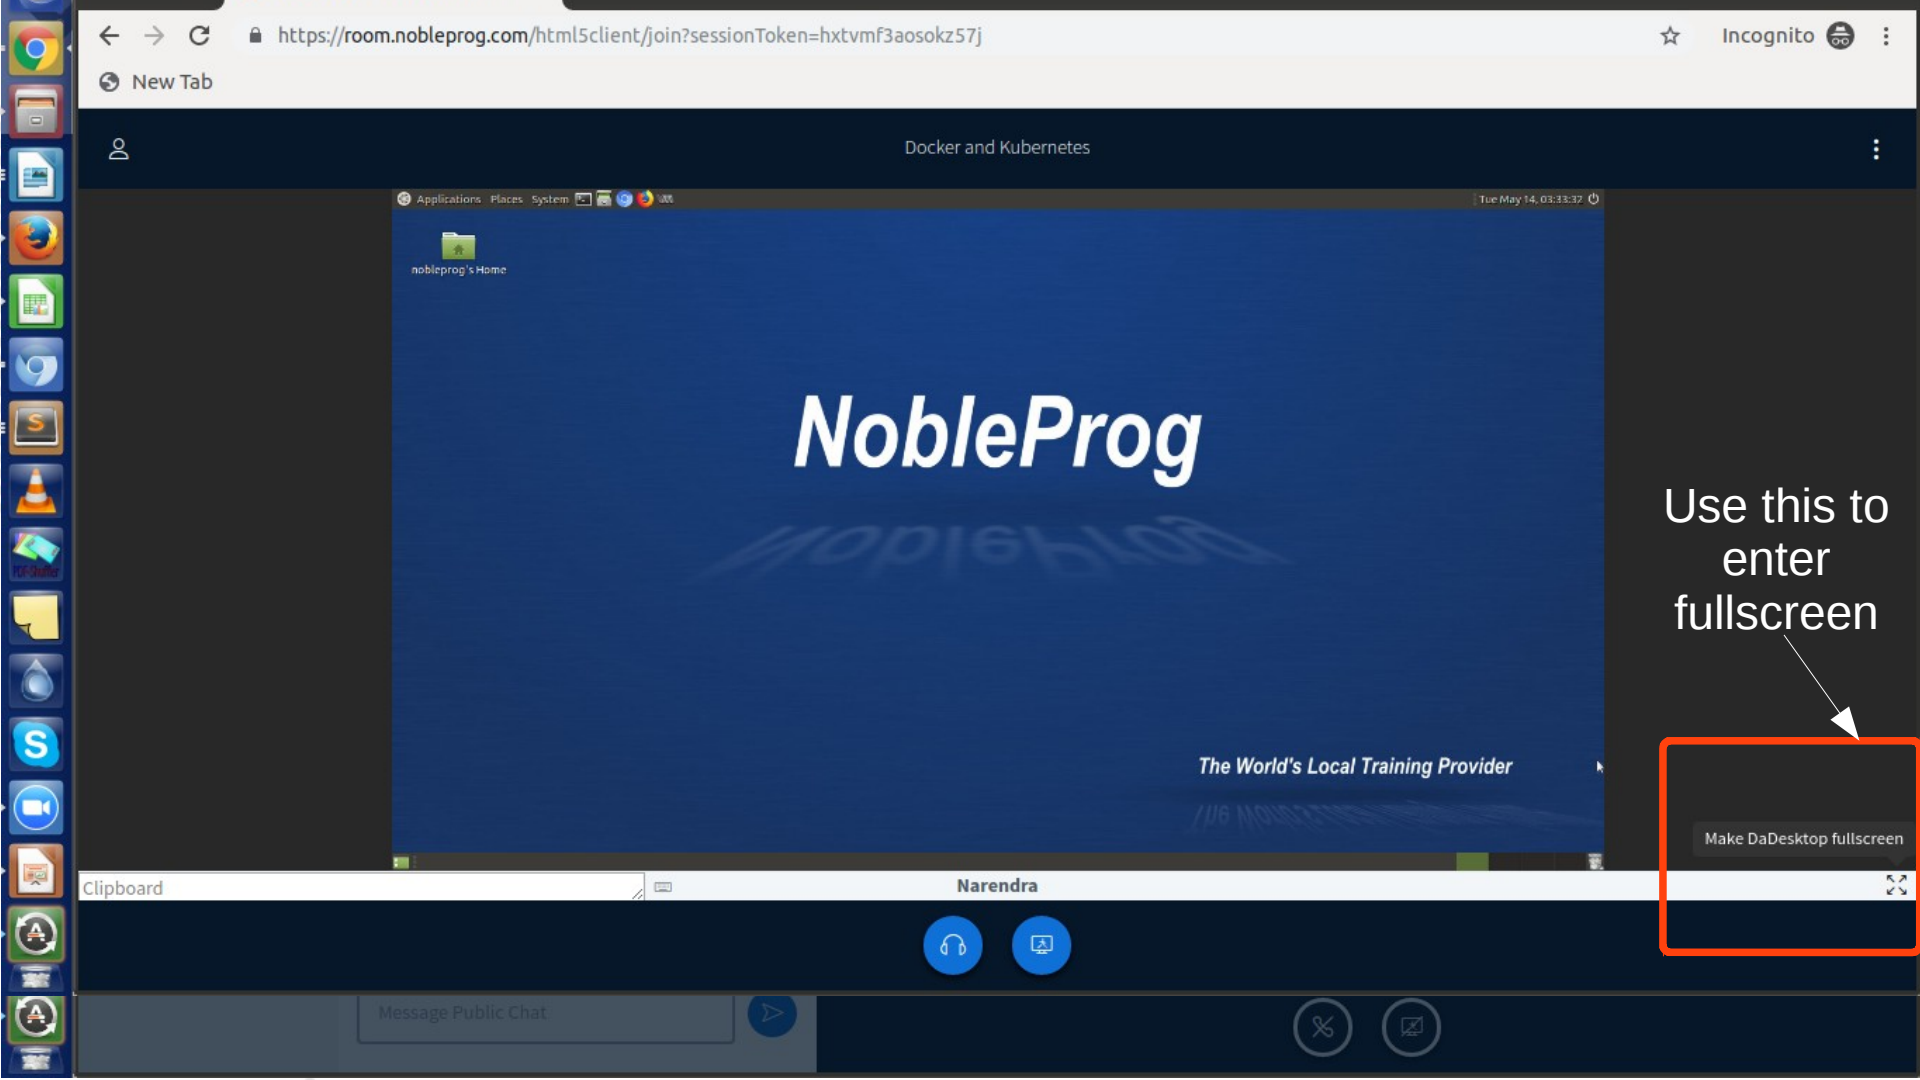 https://room.nobleprog.com/html5client/join?sessionToken=hxtvmf3aosokz57j
Incognito
New Tab
Docker and Kubernetes
Applications Places System
Tue May 14, 03:33:32
nobleprog's Home
NobleProg
NobleProg
Use this to
enter
fullscreen
The World's Local Training Provider
Make DaDesktop fullscreen
Clipboard
Narendra
Message Public Chat